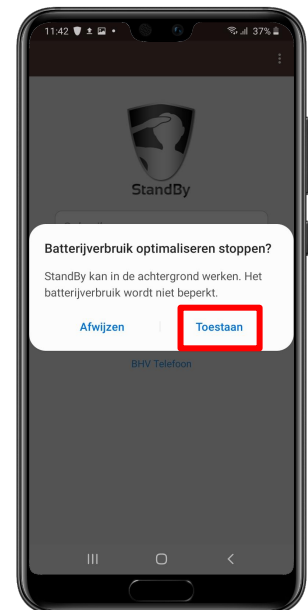 11:42
37%
StandBy
Batterijverbruik optimaliseren stoppen?
StandBy kan in de achtergrond werken. Het
batterijverbruik wordt niet beperkt.
Afwijzen Toestaan
BHV Telefoon